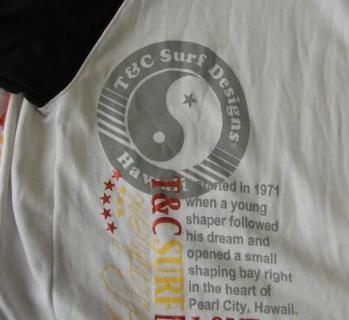 T&C Surf Designs
Hawaii
Started in 1971
when a young
shaper followed
his dream and
opened a small
shaping bay right
in the heart of
Pearl City, Hawaii.
T&C SURF